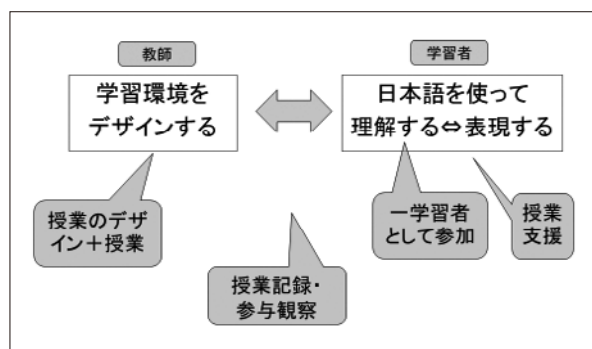 教師
学習者
学習環境を
デザインする
日本語を使って
理解する⇔表現する
授業のデザ
イン＋授業
一学習者
として参加
授業
支援
授業記録・
参与観察